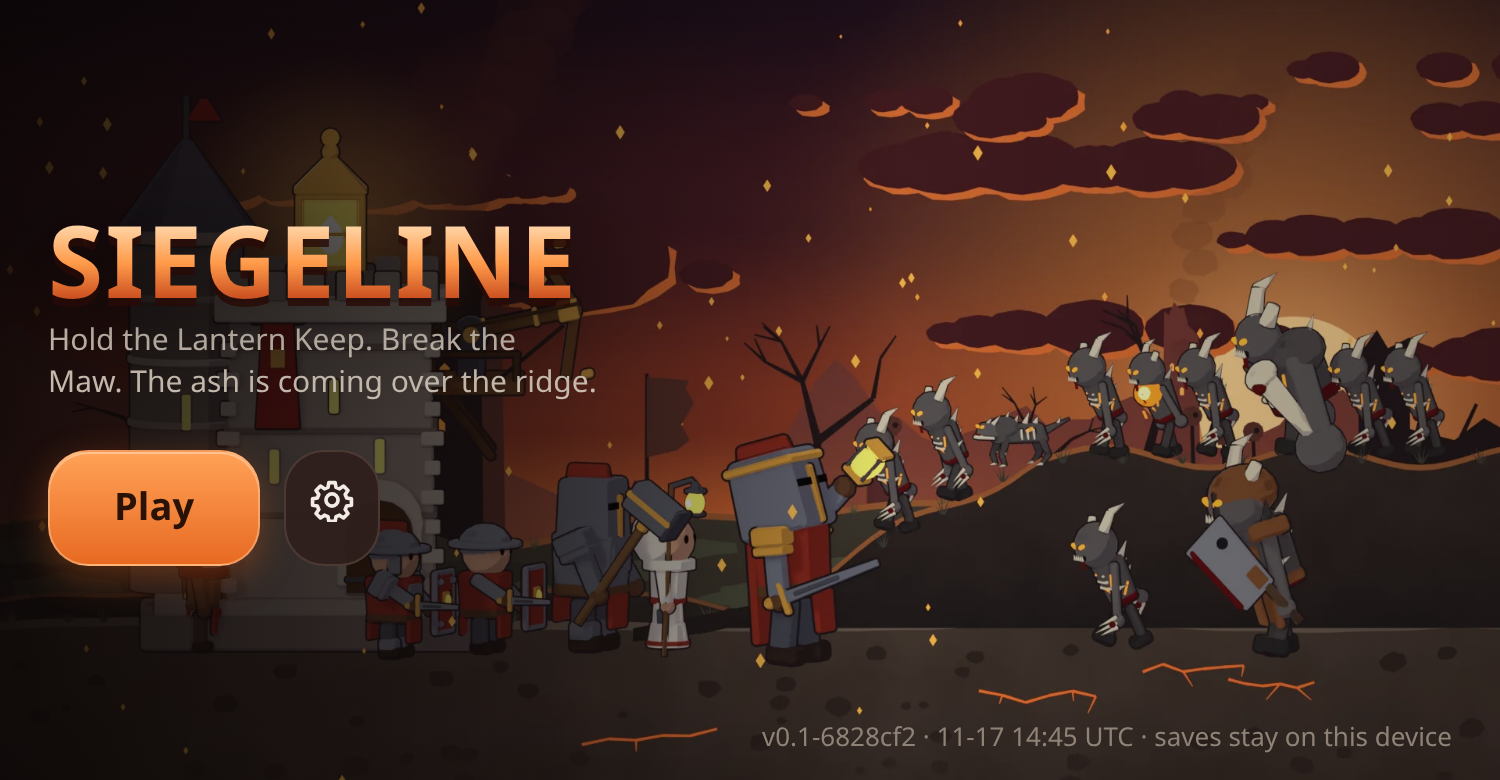 SIEGELINE
Hold the Lantern Keep. Break the
Maw. The ash is coming over the ridge.
Play
v0.1-6828cf2 · 11-17 14:45 UTC · saves stay on this device